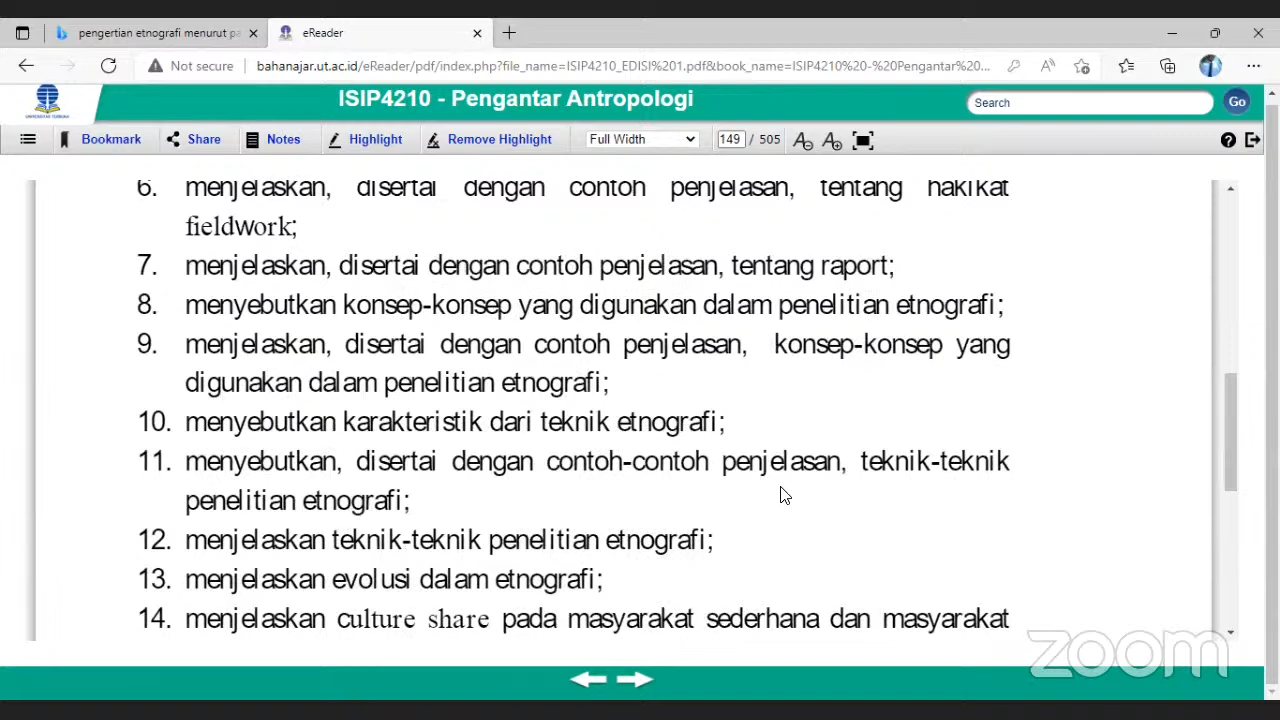 pengertian etnografi menurut pa
eReader
Not secure
bahanajar.ut.ac.id/eReader/pdf/index.php?file_name=ISIP4210_EDISI%201.pdf&book_name=ISIP4210%20-%20Pengantar%20...
ISIP4210 - Pengantar Antropologi
Search
Go
Bookmark
Share
Notes
Highlight
Remove Highlight
Full Width
149 / 505
6. menjelaskan, disertai dengan contoh penjelasan, tentang hakikat
fieldwork;
7. menjelaskan, disertai dengan contoh penjelasan, tentang raport;
8. menyebutkan konsep-konsep yang digunakan dalam penelitian etnografi;
9. menjelaskan, disertai dengan contoh penjelasan, konsep-konsep yang
digunakan dalam penelitian etnografi;
10. menyebutkan karakteristik dari teknik etnografi;
11. menyebutkan, disertai dengan contoh-contoh penjelasan, teknik-teknik
penelitian etnografi;
12. menjelaskan teknik-teknik penelitian etnografi;
13. menjelaskan evolusi dalam etnografi;
14. menjelaskan culture share pada masyarakat sederhana dan masyarakat
zoom